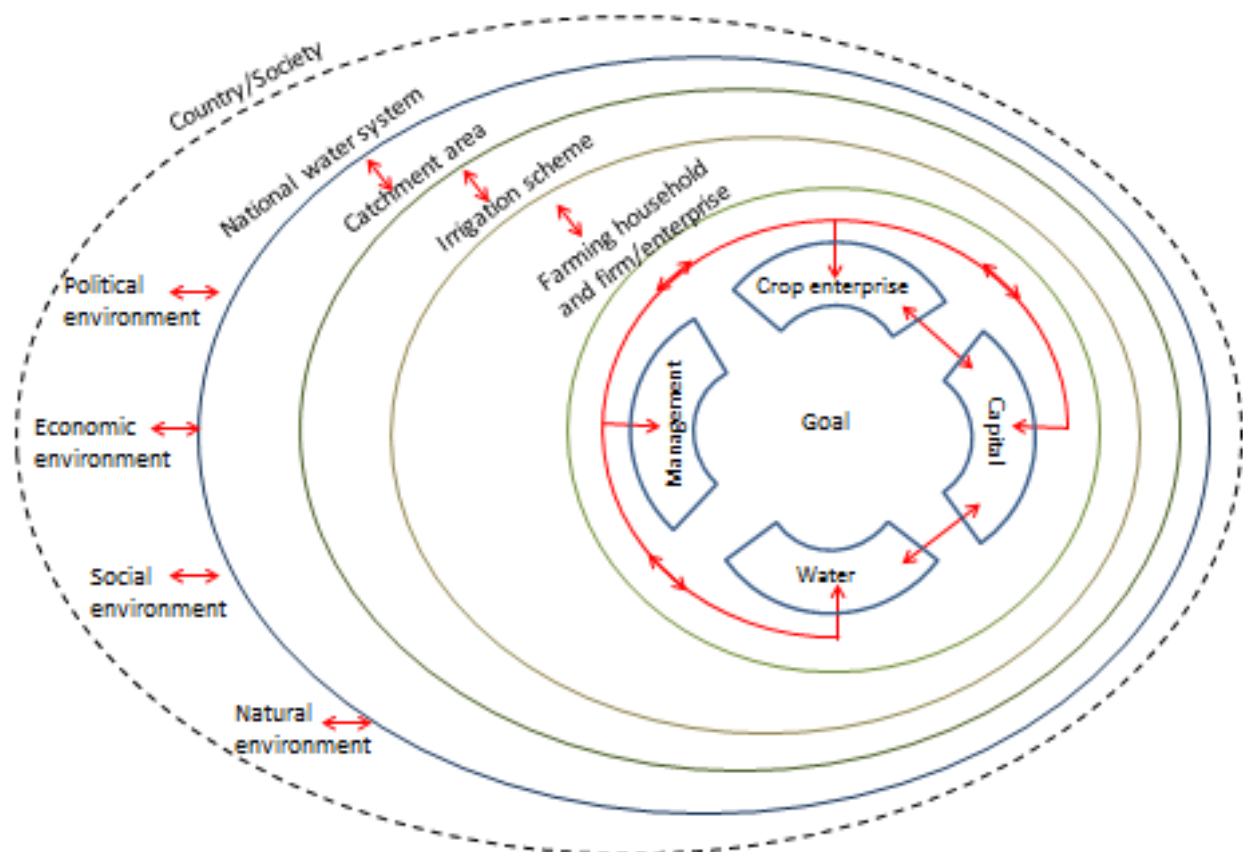 Country/Society
National water system
Catchment area
Irrigation scheme
Farming household
and firm/enterprise
Political
environment
Economic
environment
Social
environment
Natural
environment
Crop enterprise
Management
Goal
Capital
Water